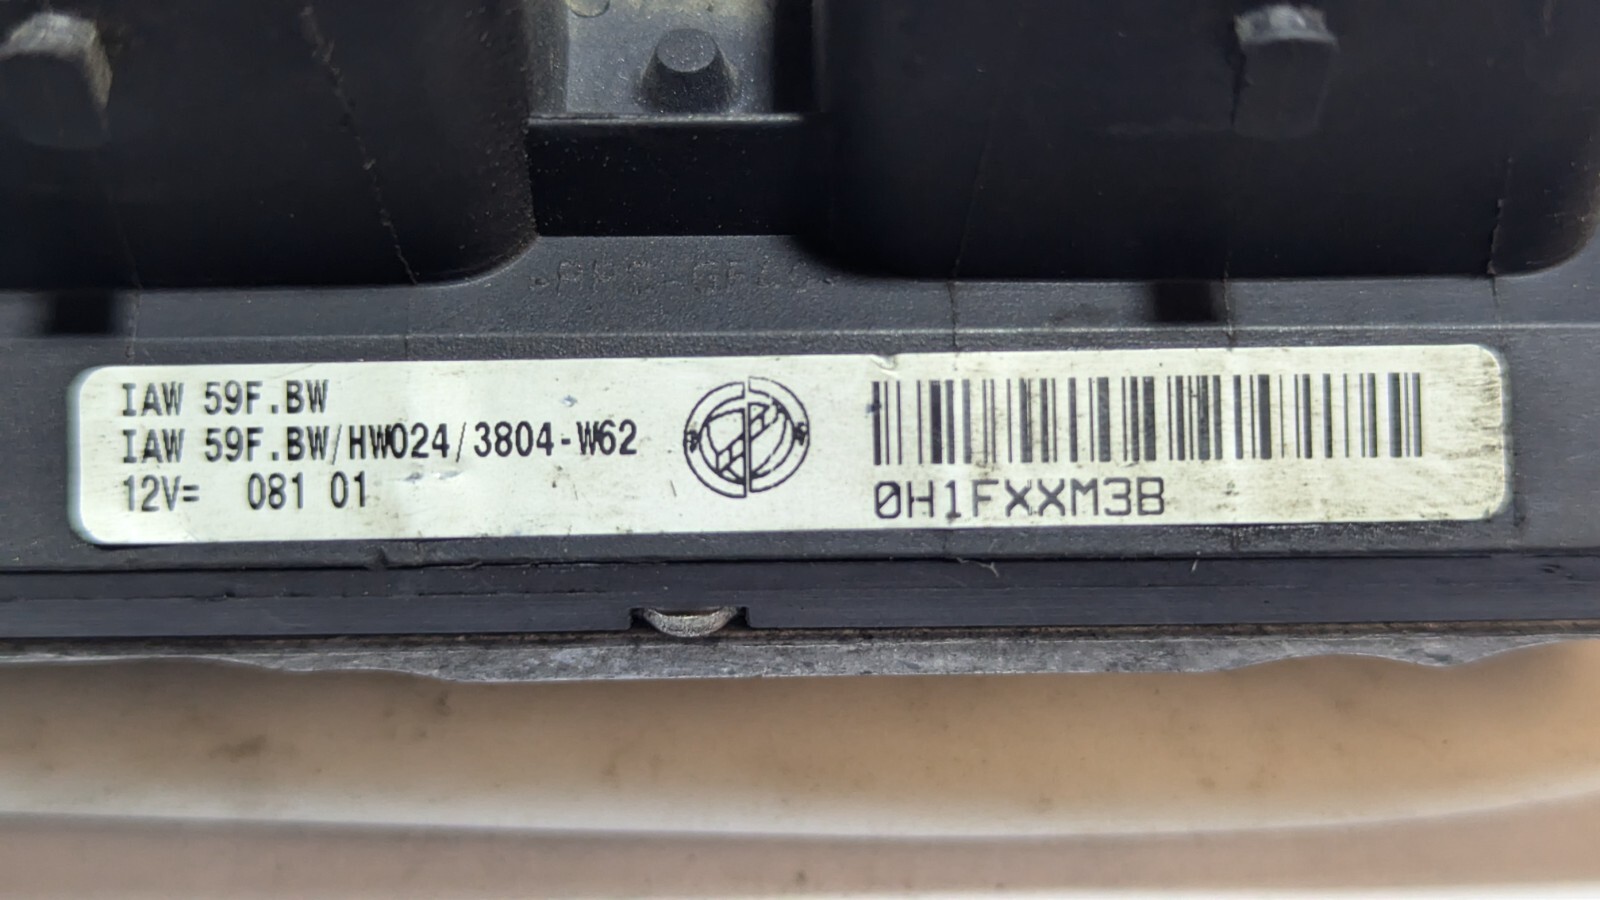 IAW 59F.BW
IAW 59F.BW/HW024/3804-W62
12V= 081 01
0H1FXXM3B